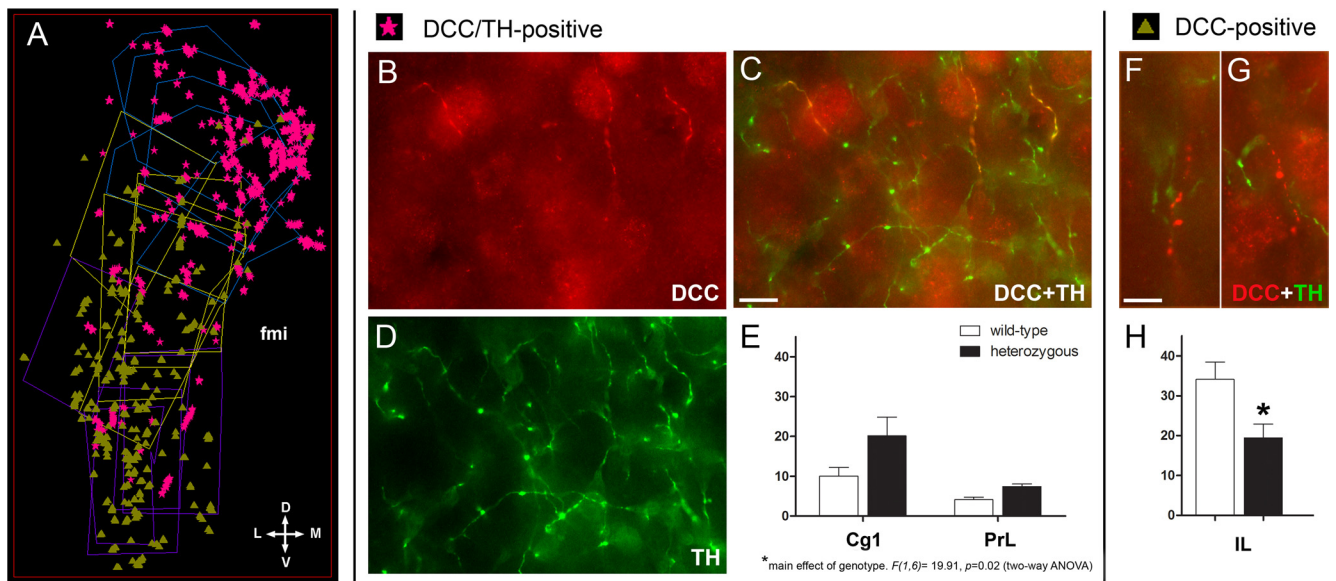 A
fmi
D
L M
V
DCC/TH-positive
B
DCC
C
DCC+TH
D
TH
E
wild-type
heterozygous
40
30
20
10
0
Cg1 PrL
*main effect of genotype. F(1,6)= 19.91, p=0.02 (two-way ANOVA)
DCC-positive
F G
DCC+TH
H
40
30
20
10
0
*
IL